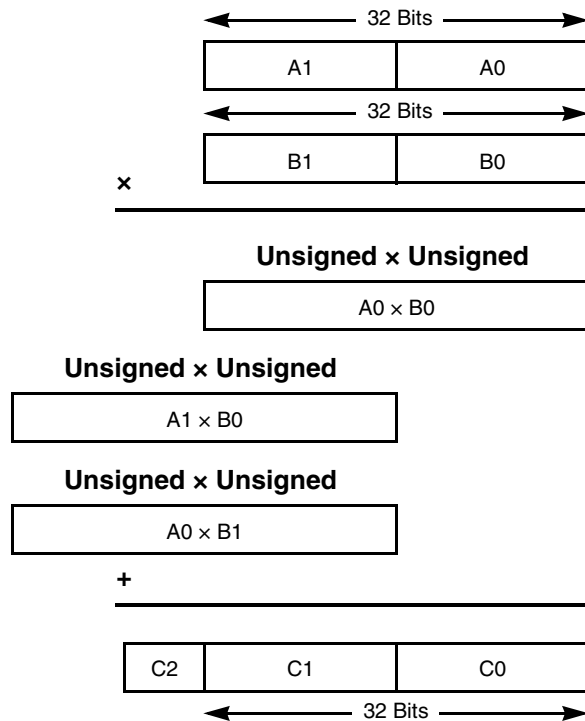 32 Bits
A1 A0
32 Bits
B1 B0
×
Unsigned × Unsigned
A0 × B0
Unsigned × Unsigned
A1 × B0
Unsigned × Unsigned
A0 × B1
+
C2 C1 C0
32 Bits